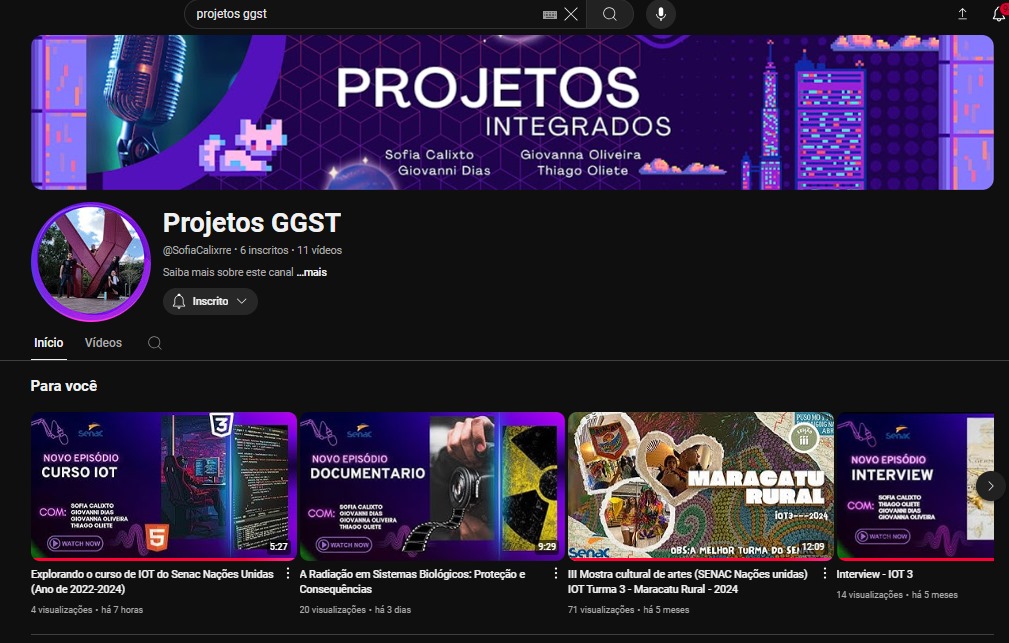 projetos ggst
PROJETOS
INTEGRADOS
Sofia Calixto
Giovanna Oliveira
Giovanni Dias
Thiago Oliete
Projetos GGST
@SofiaCalixrre • 6 inscritos • 11 vídeos
Saiba mais sobre este canal ...mais
Inscrito
Início
Vídeos
Para você
senac
3
NOVO EPISÓDIO
CURSO IOT
COM:
SOFIA CALIXTO
GIOVANNI DIAS
GIOVANNA OLIVEIRA
THIAGO OLIETE
WATCH NOW
5
5:27
Explorando o curso de IOT do Senac Nações Unidas
(Ano de 2022-2024)
4 visualizações • há 7 horas
senac
NOVO EPISÓDIO
DOCUMENTARIO
COM:
SOFIA CALIXTO
GIOVANNI DIAS
GIOVANNA OLIVEIRA
THIAGO OLIETE
WATCH NOW
9:29
A Radiação em Sistemas Biológicos: Proteção e
Consequências
20 visualizações • há 3 dias
iii
MARACATU
RURAL
IOT3---2024
senac
OBS:A MELHOR TURMA DO SEI
12:09
III Mostra cultural de artes (SENAC Nações unidas)
IOT Turma 3 - Maracatu Rural - 2024
71 visualizações • há 5 meses
senac
NOVO EPISÓDIO
INTERVIEW
COM:
SOFIA CALIXTO
GIOVANNI DIAS
GIOVANNA OLIVEIRA
THIAGO OLIETE
WATCH NOW
Interview - IOT 3
14 visualizações • há 5 meses